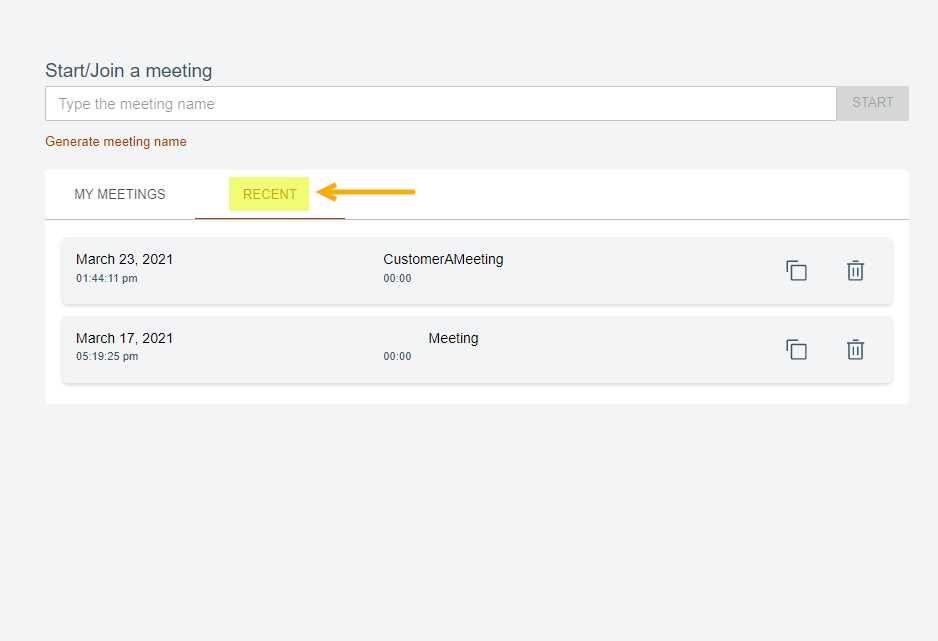 Start/Join a meeting
Type the meeting name
START
Generate meeting name
MY MEETINGS
RECENT
March 23, 2021
CustomerAMeeting
01:44:11 pm
00:00
March 17, 2021
Meeting
05:19:25 pm
00:00